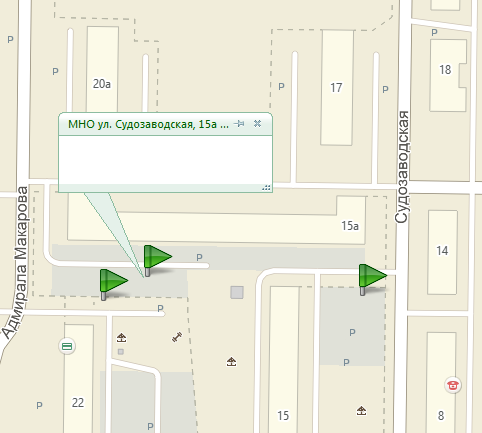 P
P
20а
P
17
P
18
МНО ул. Судозаводская, 15а ...
Судозаводская
Адмирала Макарова
15а
14
P
P
P
P
22
P
P
15
8